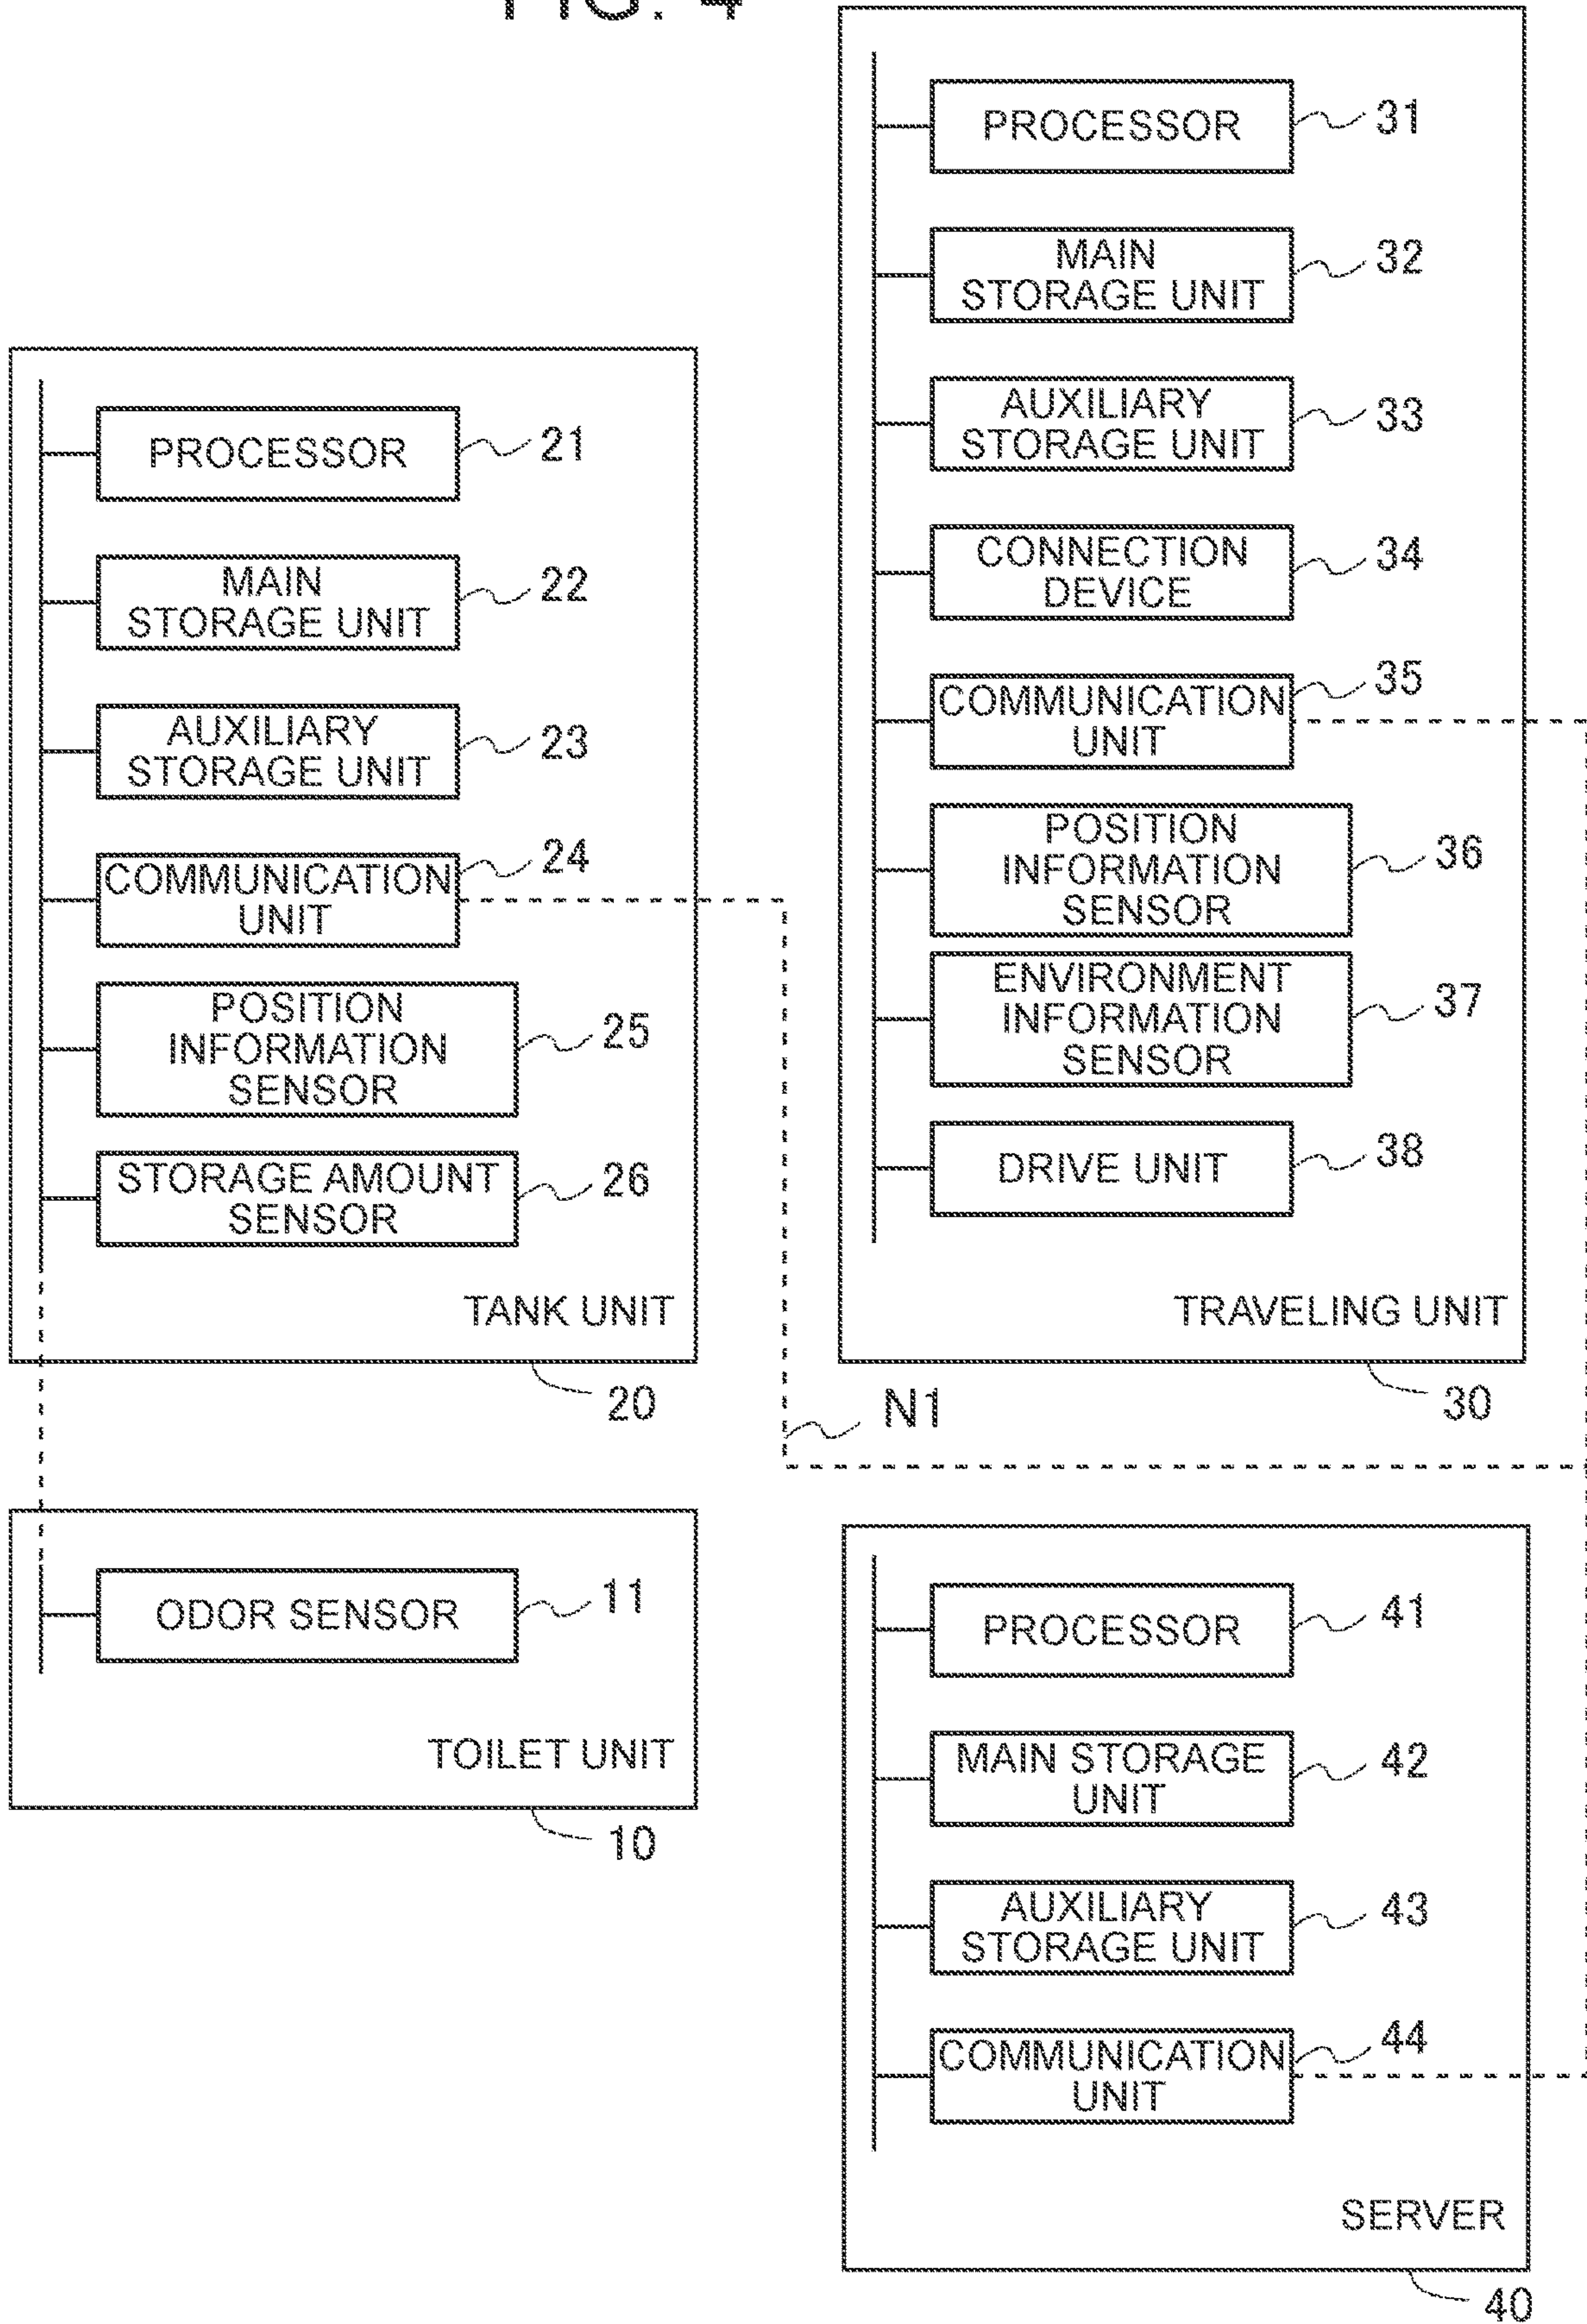 FIG. 4
PROCESSOR
21
MAIN
STORAGE UNIT
22
AUXILIARY
STORAGE UNIT
23
COMMUNICATION
UNIT
24
POSITION
INFORMATION
SENSOR
25
STORAGE AMOUNT
SENSOR
26
TANK UNIT
20
ODOR SENSOR
11
TOILET UNIT
10
PROCESSOR
31
MAIN
STORAGE UNIT
32
AUXILIARY
STORAGE UNIT
33
CONNECTION
DEVICE
34
COMMUNICATION
UNIT
35
POSITION
INFORMATION
SENSOR
36
ENVIRONMENT
INFORMATION
SENSOR
37
DRIVE UNIT
38
TRAVELING UNIT
30
N1
PROCESSOR
41
MAIN STORAGE
UNIT
42
AUXILIARY
STORAGE UNIT
43
COMMUNICATION
UNIT
44
SERVER
40